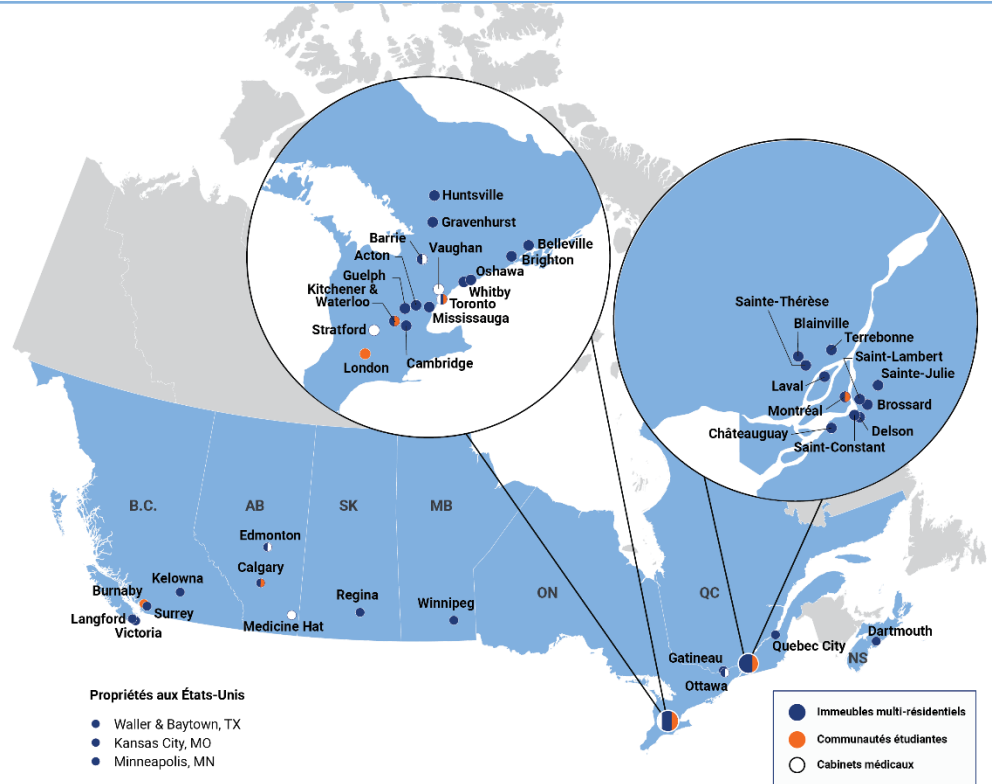 Huntsville
Gravenhurst
Barrie
Vaughan
Belleville
Acton
Brighton
Guelph
Oshawa
Kitchener &
Waterloo
Whitby
Toronto
Mississauga
Stratford
Cambridge
London
Sainte-Thérèse
Blainville
Terrebonne
Saint-Lambert
Sainte-Julie
Laval
Montréal
Brossard
Châteauguay
Delson
Saint-Constant
B.C.
AB
SK
MB
ON
QC
NS
Edmonton
Calgary
Kelowna
Burnaby
Surrey
Langford
Victoria
Medicine Hat
Regina
Winnipeg
Gatineau
Ottawa
Quebec City
Dartmouth
Propriétés aux États-Unis
Waller & Baytown, TX
Kansas City, MO
Minneapolis, MN
Immeubles multi-résidentiels
Communautés étudiantes
Cabinets médicaux